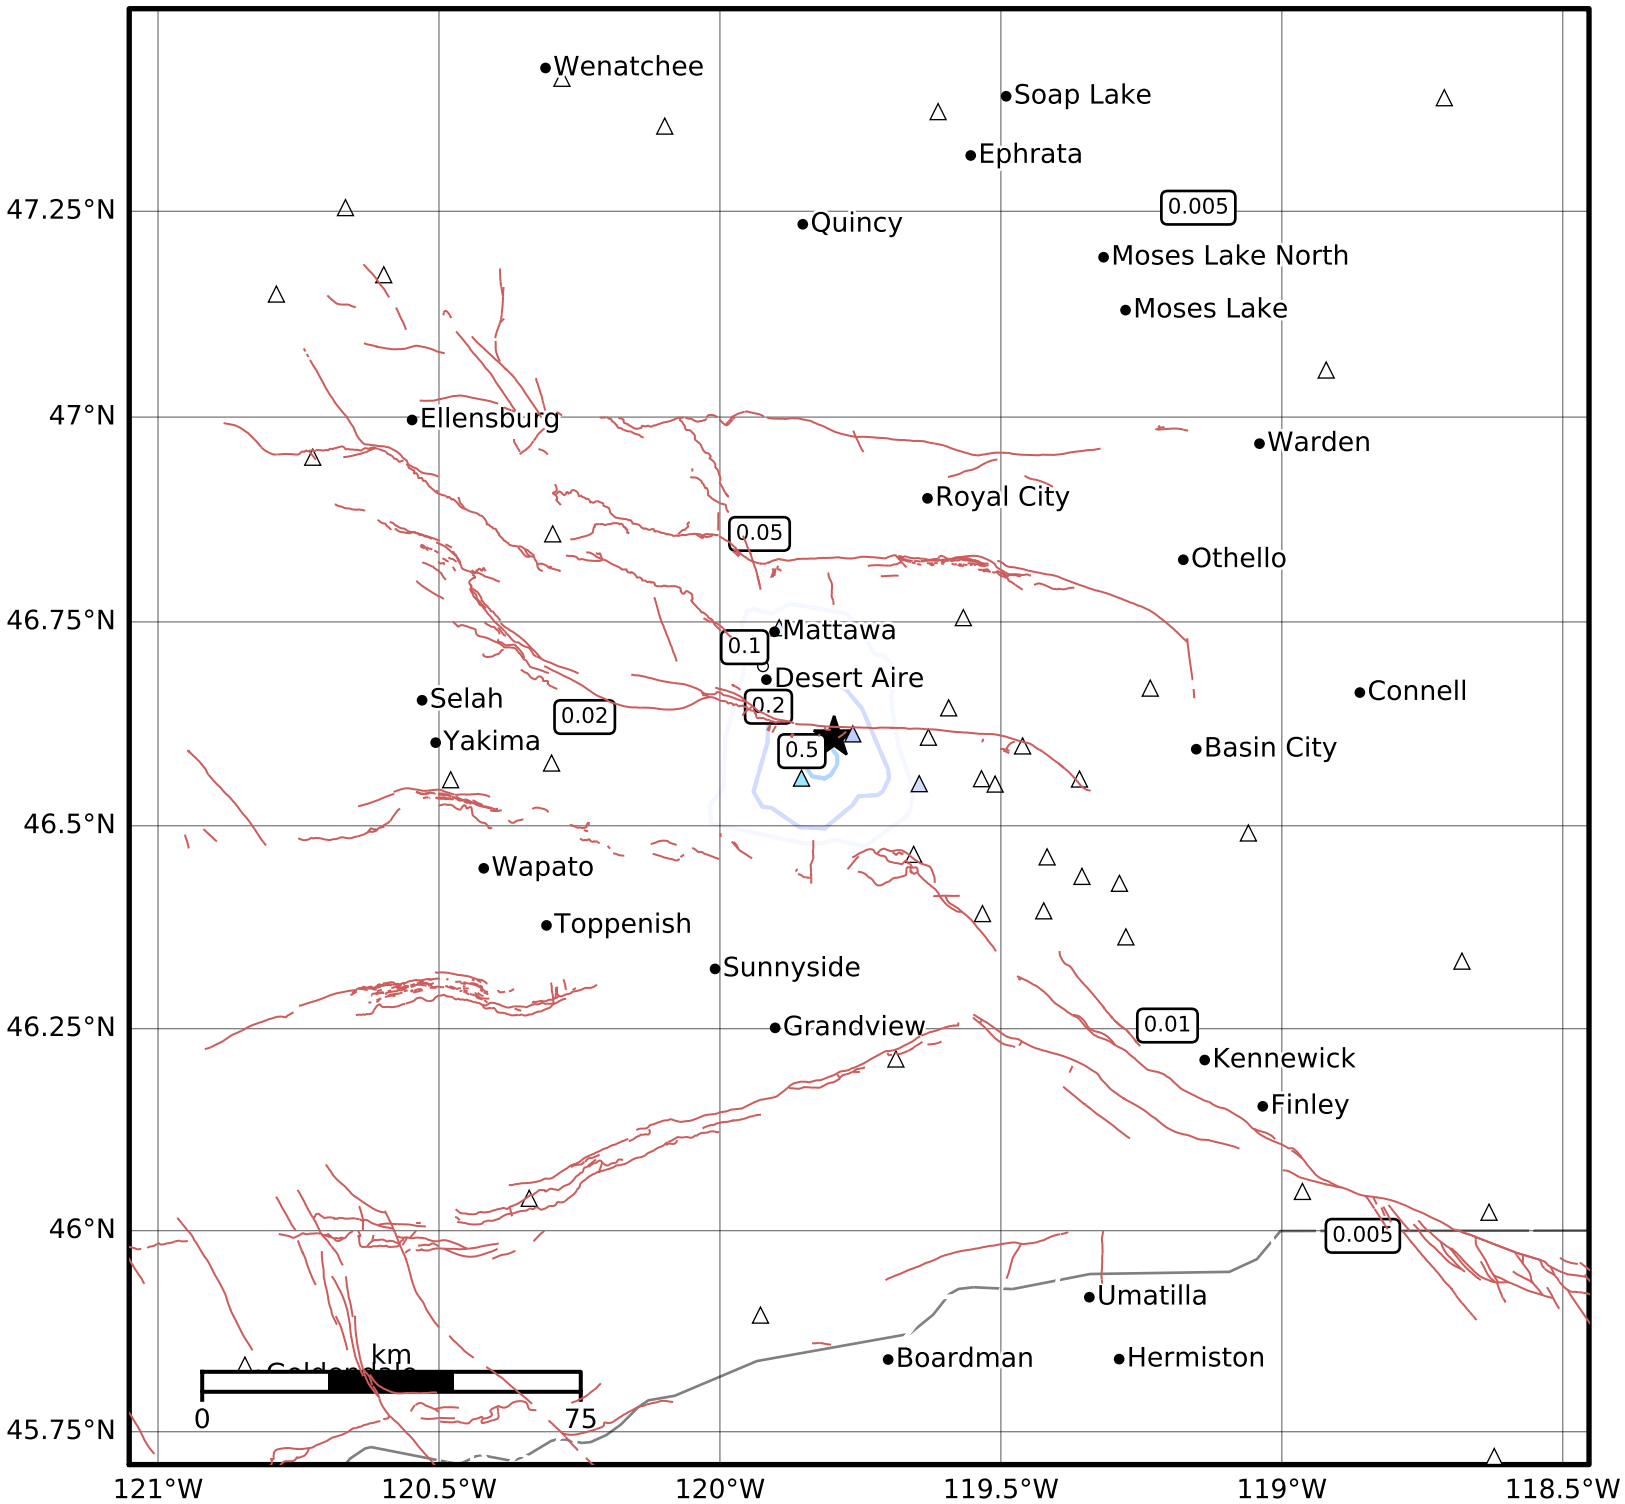 Wenatchee
Soap Lake
Ephrata
47.25°N
0.005
Quincy
Moses Lake North
Moses Lake
47°N
Ellensburg
Warden
Royal City
0.05
Othello
46.75°N
Mattawa
0.1
Desert Aire
Selah
0.2
0.02
Connell
Yakima
0.5
Basin City
46.5°N
Wapato
Toppenish
Sunnyside
46.25°N
Grandview
0.01
Kennewick
Finley
46°N
0.005
Umatilla
km
Goldendale
Boardman
Hermiston
0
75
45.75°N
121°W
120.5°W
120°W
119.5°W
119°W
118.5°W